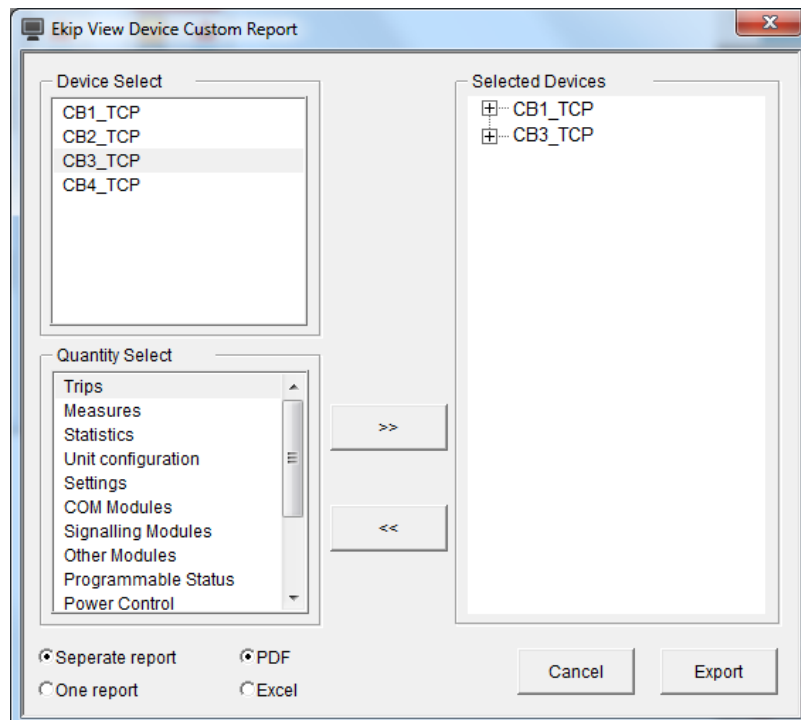 Ekip View Device Custom Report
Device Select
CB1_TCP
CB2_TCP
CB3_TCP
CB4_TCP
Quantity Select
Trips
Measures
Statistics
Unit configuration
Settings
COM Modules
Signalling Modules
Other Modules
Programmable Status
Power Control
Seperate report
PDF
One report
Excel
>>
<<
Selected Devices
CB1_TCP
CB3_TCP
Cancel
Export